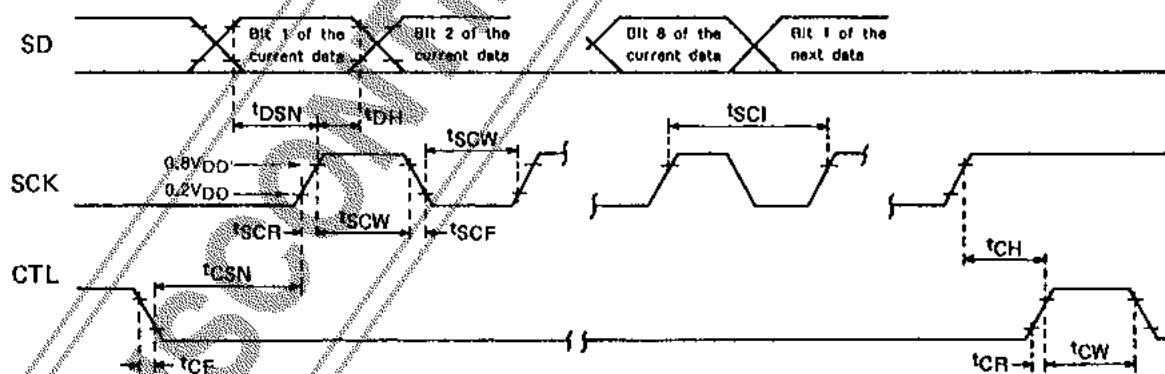 SD
Bit 1 of the current data
Bit 2 of the current data
Bit 8 of the current data
Bit 1 of the next data
tDSN
tDH
tSCW
tSCI
SCK
0.8VDD
0.2VDD
tSCR
tSCW
tSCF
tCH
CTL
tCSN
tCF
tCR
tCW